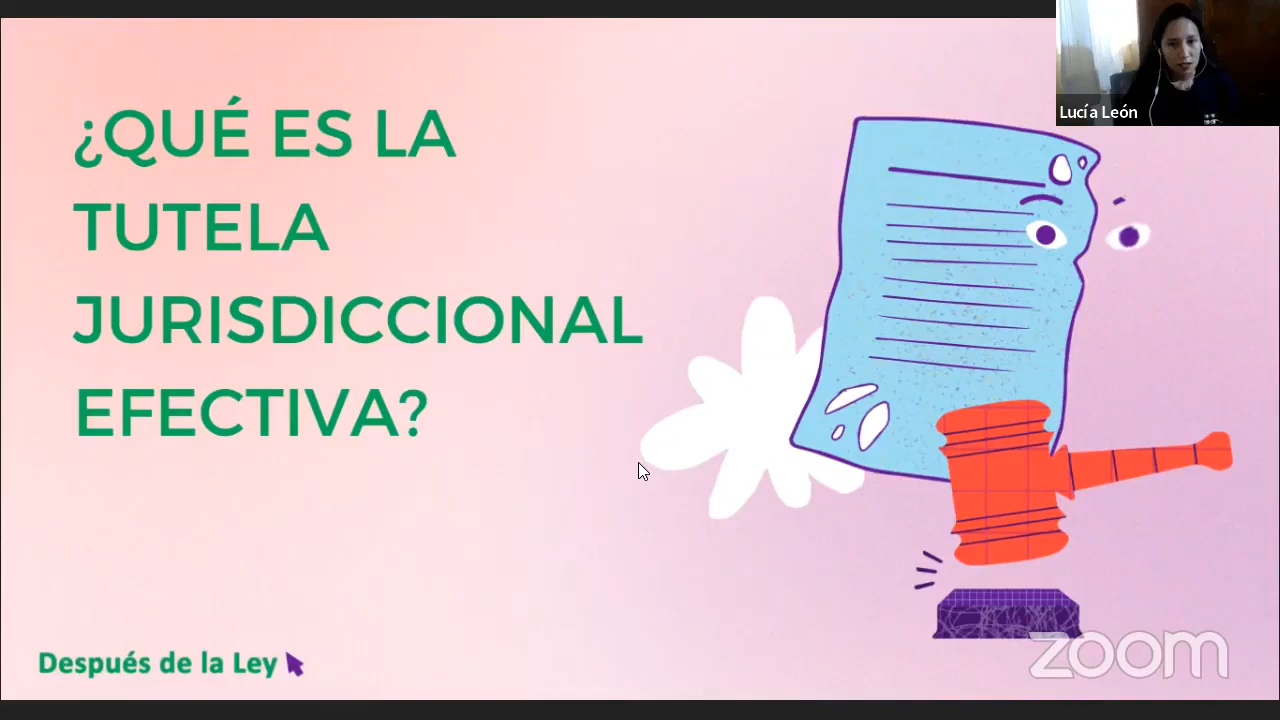 ¿QUÉ ES LA
TUTELA
JURISDICCIONAL
EFECTIVA?
Lucía León
Después de la Ley
zoom